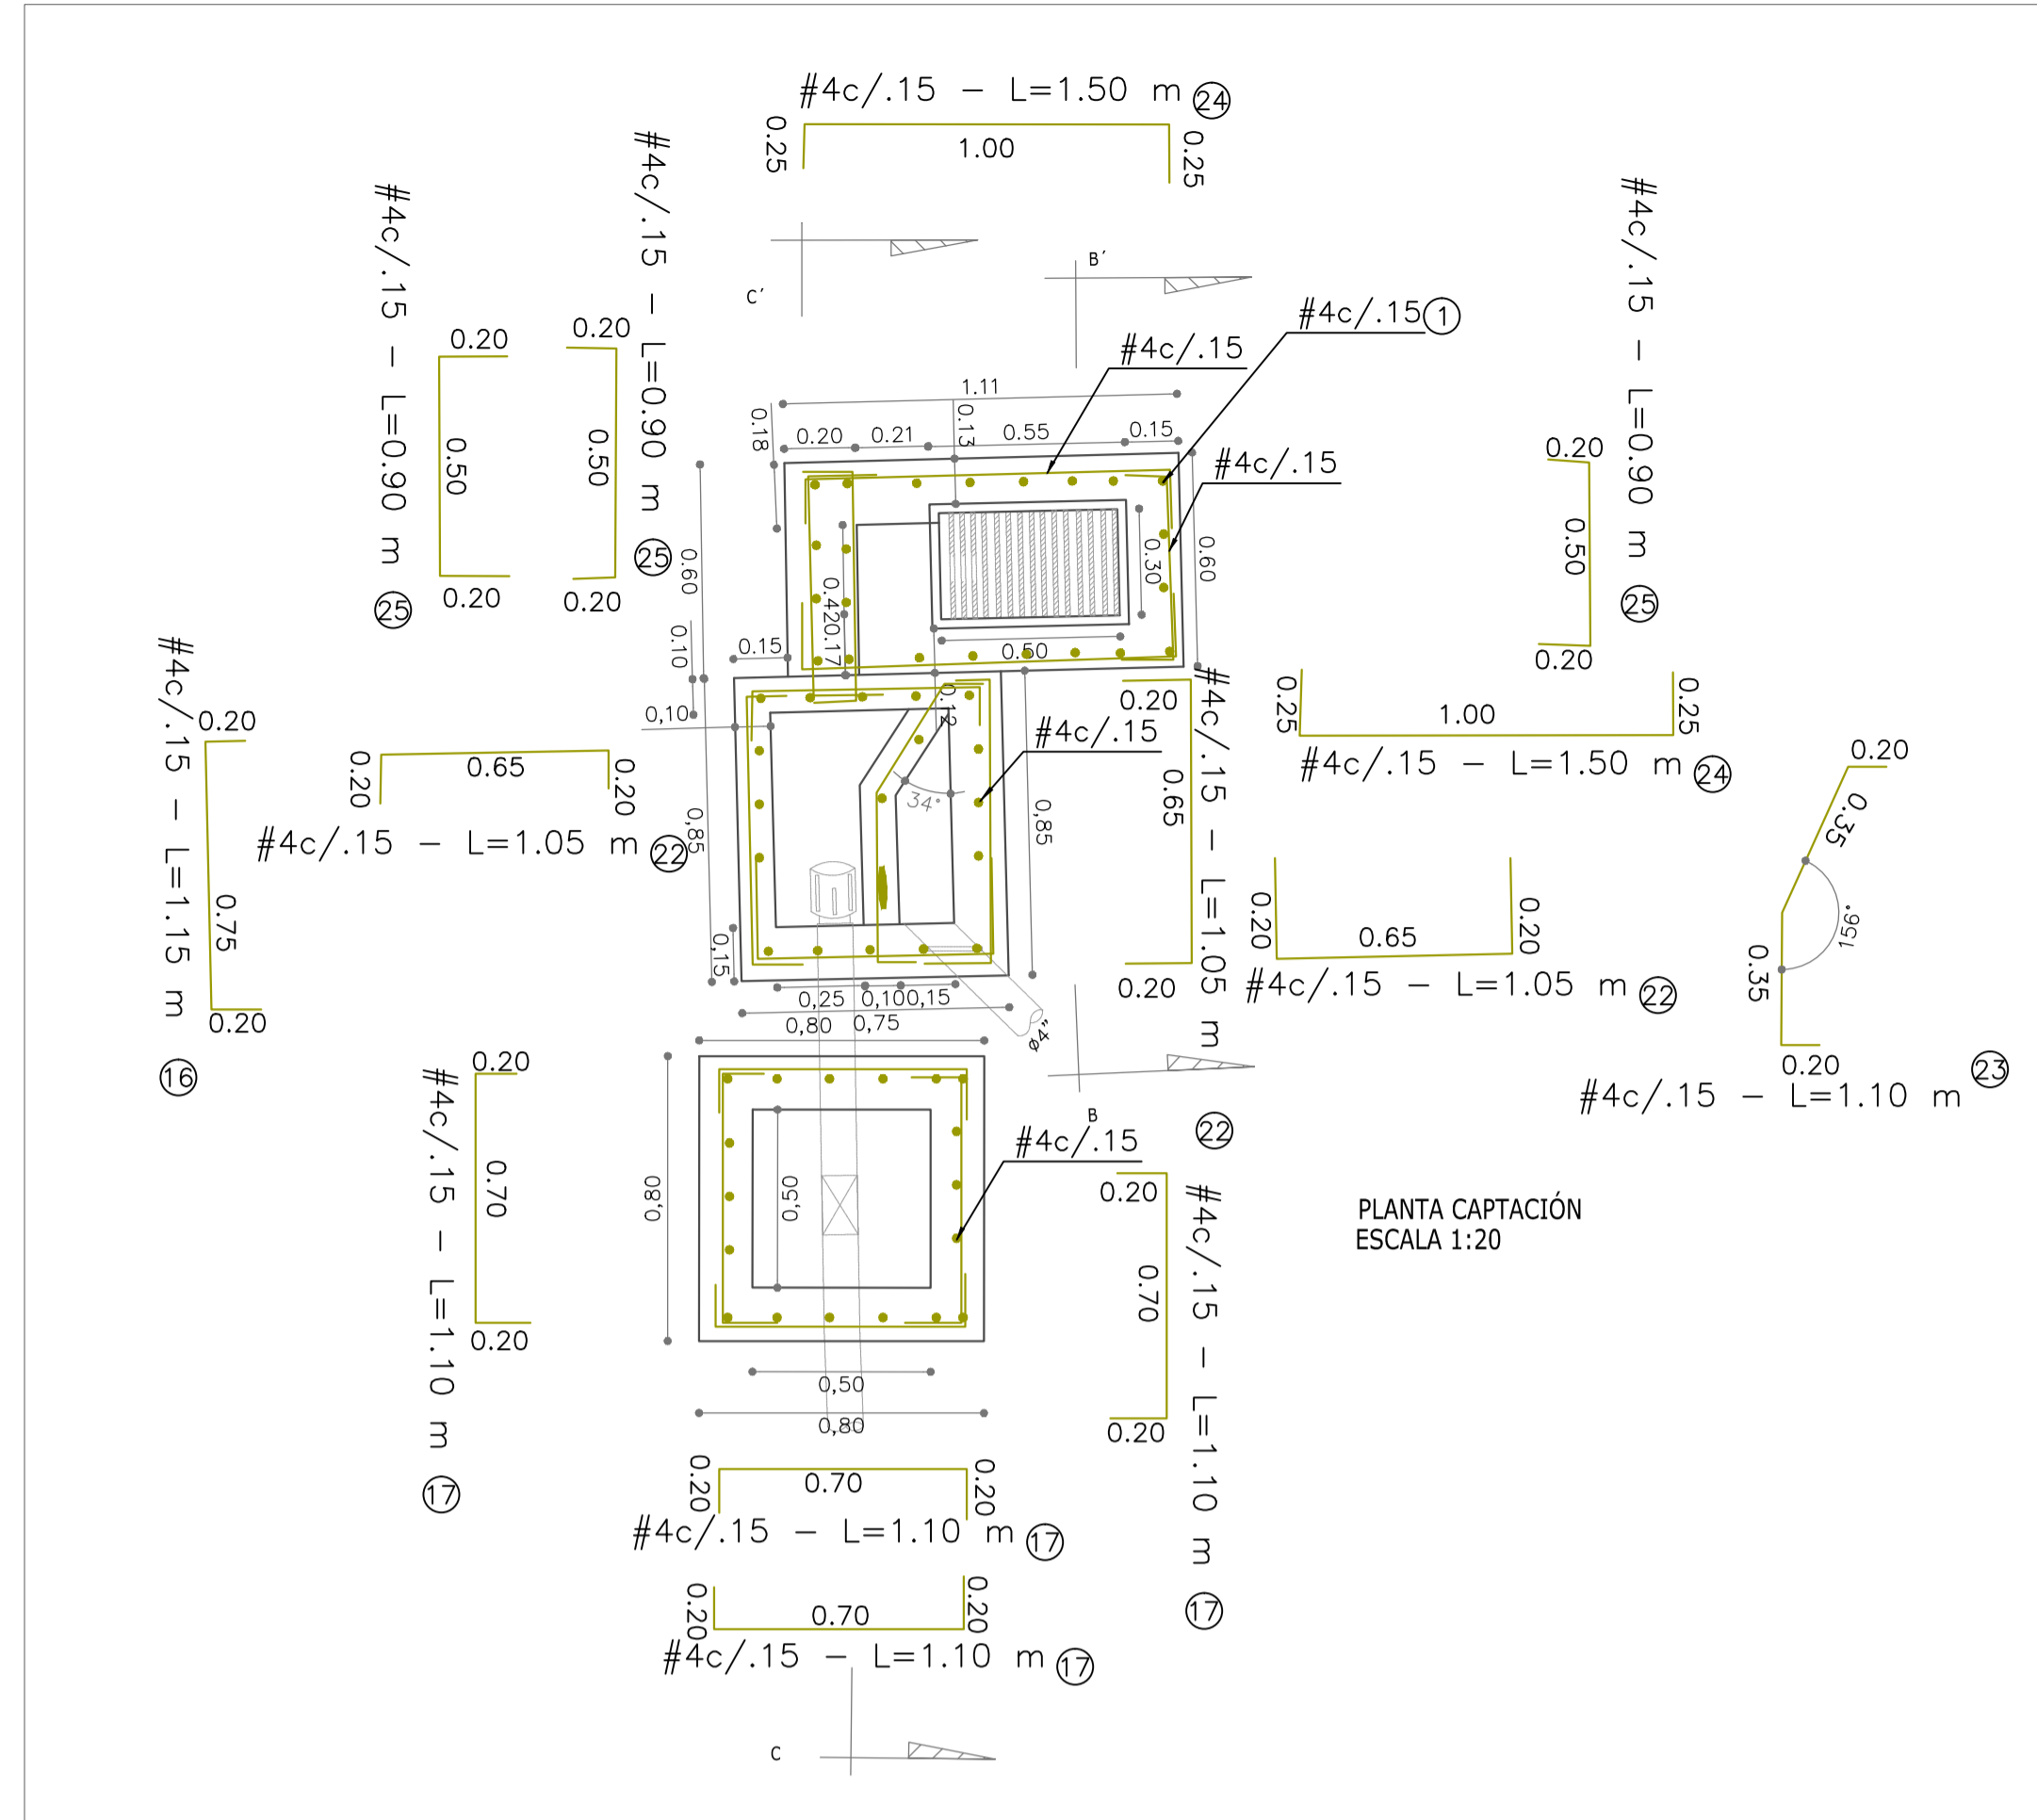 #4c/.15 - L=1.50 m 24
0.25
1.00
0.25
#4c/.15 - L=0.90 m 25
0.20
0.50
0.20
#4c/.15 - L=0.90 m 25
0.20
0.50
0.20
#4c/.15 - L=0.90 m 25
0.20
0.50
0.20
C´
B´
#4c/.15 1
#4c/.15
#4c/.15
1.11
0.18
0.20
0.21
0.13
0.55
0.15
0.60
0.60
0.30
0.50
0.42
0.17
0.10
0.15
0,10
0.12
#4c/.15
34°
0,85
0,85
0,15
0,25
0,10
0,15
0,80
0,75
ø4"
#4c/.15 - L=1.15 m 16
0.20
0.75
0.20
0.20
0.65
0.20
#4c/.15 - L=1.05 m 22
0.20
0.65
0.20
#4c/.15 - L=1.05 m 22
0.25
1.00
0.25
#4c/.15 - L=1.50 m 24
0.20
0.65
0.20
#4c/.15 - L=1.05 m 22
0.20
0.35
156°
0.35
0.20
23
#4c/.15 - L=1.10 m
B
#4c/.15
0,80
0,50
0,50
0,80
#4c/.15 - L=1.10 m 17
0.20
0.70
0.20
#4c/.15 - L=1.10 m 17
0.20
0.70
0.20
PLANTA CAPTACIÓN
ESCALA 1:20
0.20
0.70
0.20
#4c/.15 - L=1.10 m 17
0.20
0.70
0.20
#4c/.15 - L=1.10 m 17
C